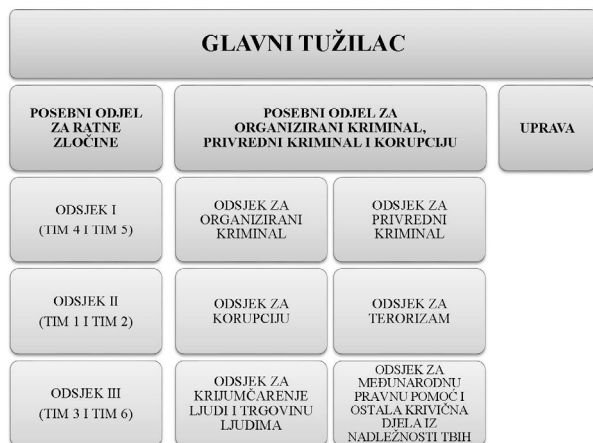 GLAVNI TUŽILAC
POSEBNI ODJEL
ZA RATNE
ZLOČINE
POSEBNI ODJEL ZA
ORGANIZIRANI KRIMINAL,
PRIVREDNI KRIMINAL I KORUPCIJU
UPRAVA
ODSJEK I
(TIM 4 I TIM 5)
ODSJEK ZA
ORGANIZIRANI
KRIMINAL
ODSJEK ZA
PRIVREDNI
KRIMINAL
ODSJEK II
(TIM 1 I TIM 2)
ODSJEK ZA
KORUPCIJU
ODSJEK ZA
TERORIZAM
ODSJEK III
(TIM 3 I TIM 6)
ODSJEK ZA
KRIJUMČARENJE
LJUDI I TRGOVINU
LJUDIMA
ODSJEK ZA
MEĐUNARODNU
PRAVNU POMOĆ I
OSTALA KRIVIČNA
DJELA IZ
NADLEŽNOSTI TBIH